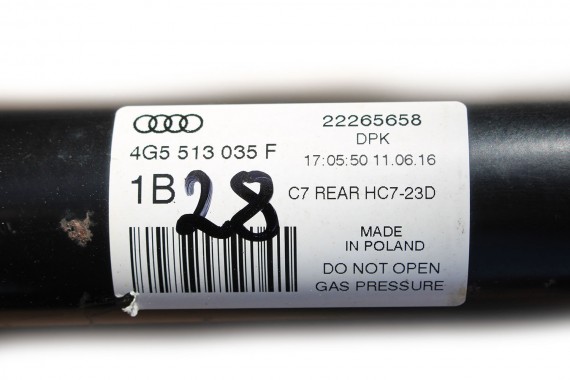 22265658
DPK
4G5 513 035 F
17:05:50 11.06.16
1B 28
C7 REAR HC7-23D
MADE
IN POLAND
DO NOT OPEN
GAS PRESSURE